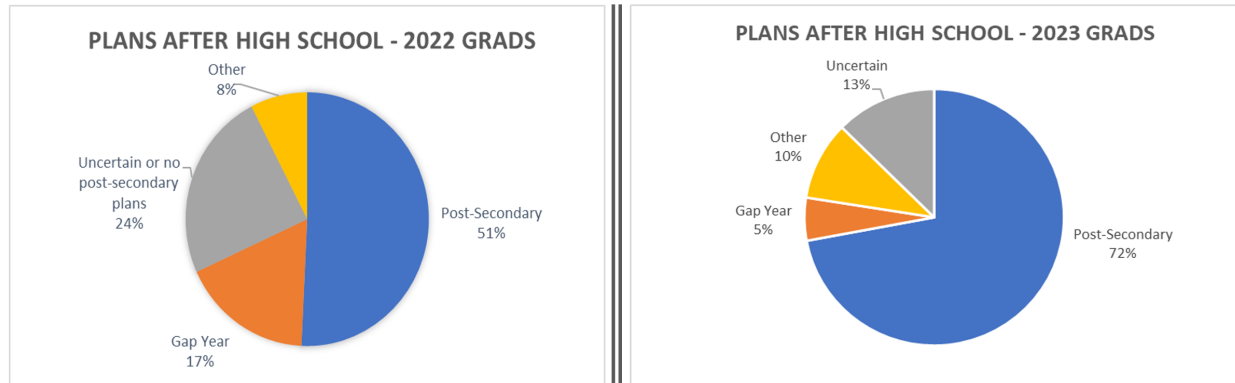 PLANS AFTER HIGH SCHOOL - 2022 GRADS
Other
8%
Uncertain or no
post-secondary
plans
24%
Post-Secondary
51%
Gap Year
17%
PLANS AFTER HIGH SCHOOL - 2023 GRADS
Uncertain
13%
Other
10%
Gap Year
5%
Post-Secondary
72%